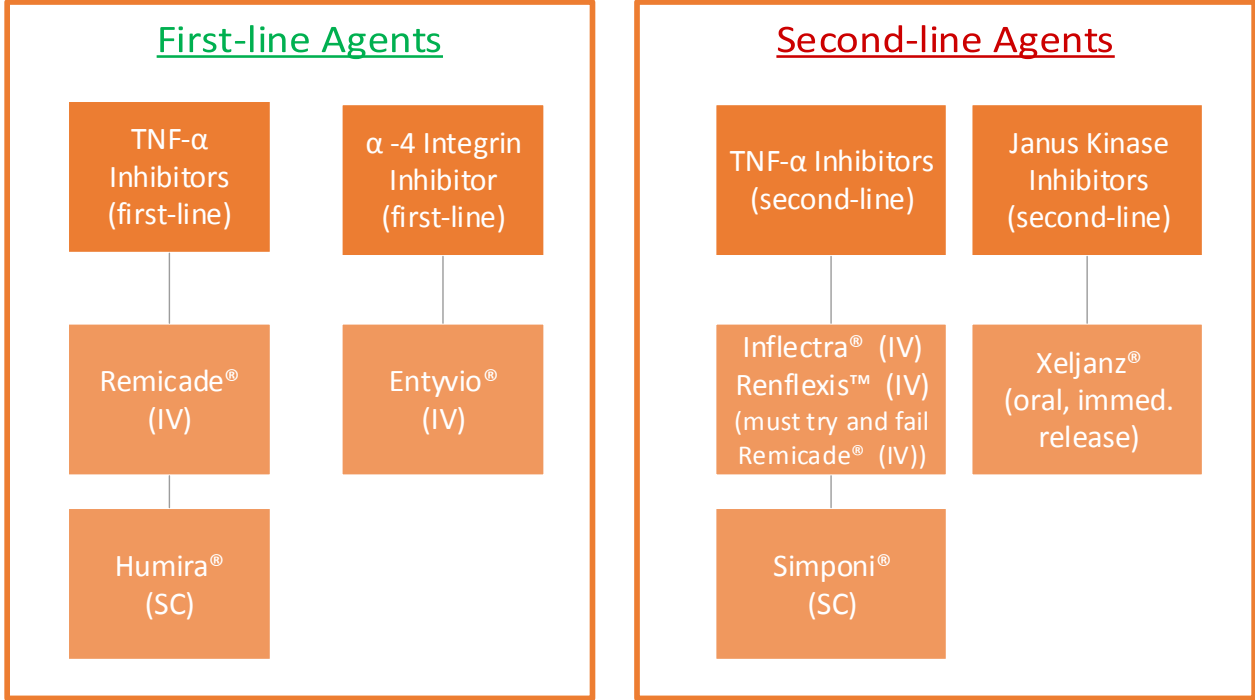 First-line Agents
TNF-α
Inhibitors
(first-line)
α -4 Integrin
Inhibitor
(first-line)
Remicade®
(IV)
Entyvio®
(IV)
Humira®
(SC)
Second-line Agents
TNF-α Inhibitors
(second-line)
Janus Kinase
Inhibitors
(second-line)
Inflectra® (IV)
Renflexis™ (IV)
(must try and fail
Remicade® (IV))
Xeljanz®
(oral, immed.
release)
Simponi®
(SC)